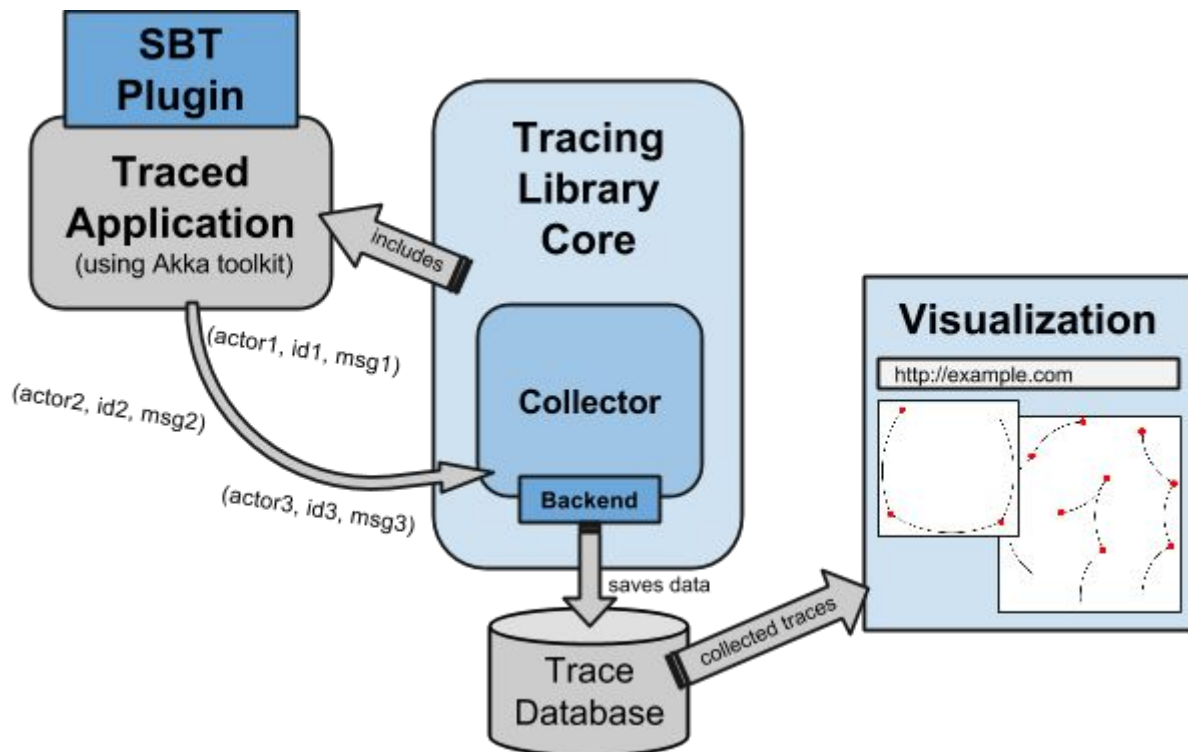 SBT
Plugin
Traced
Application
(using Akka toolkit)
Tracing
Library
Core
includes
(actor1, id1, msg1)
(actor2, id2, msg2)
(actor3, id3, msg3)
Collector
Backend
saves data
Trace
Database
collected traces
Visualization
http://example.com